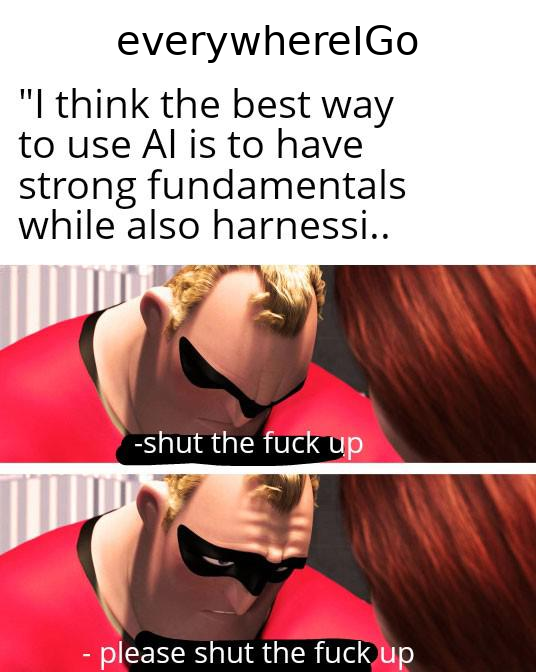 everywhereIGo
"I think the best way
to use AI is to have
strong fundamentals
while also harnessi..
-shut the fuck up
- please shut the fuck up